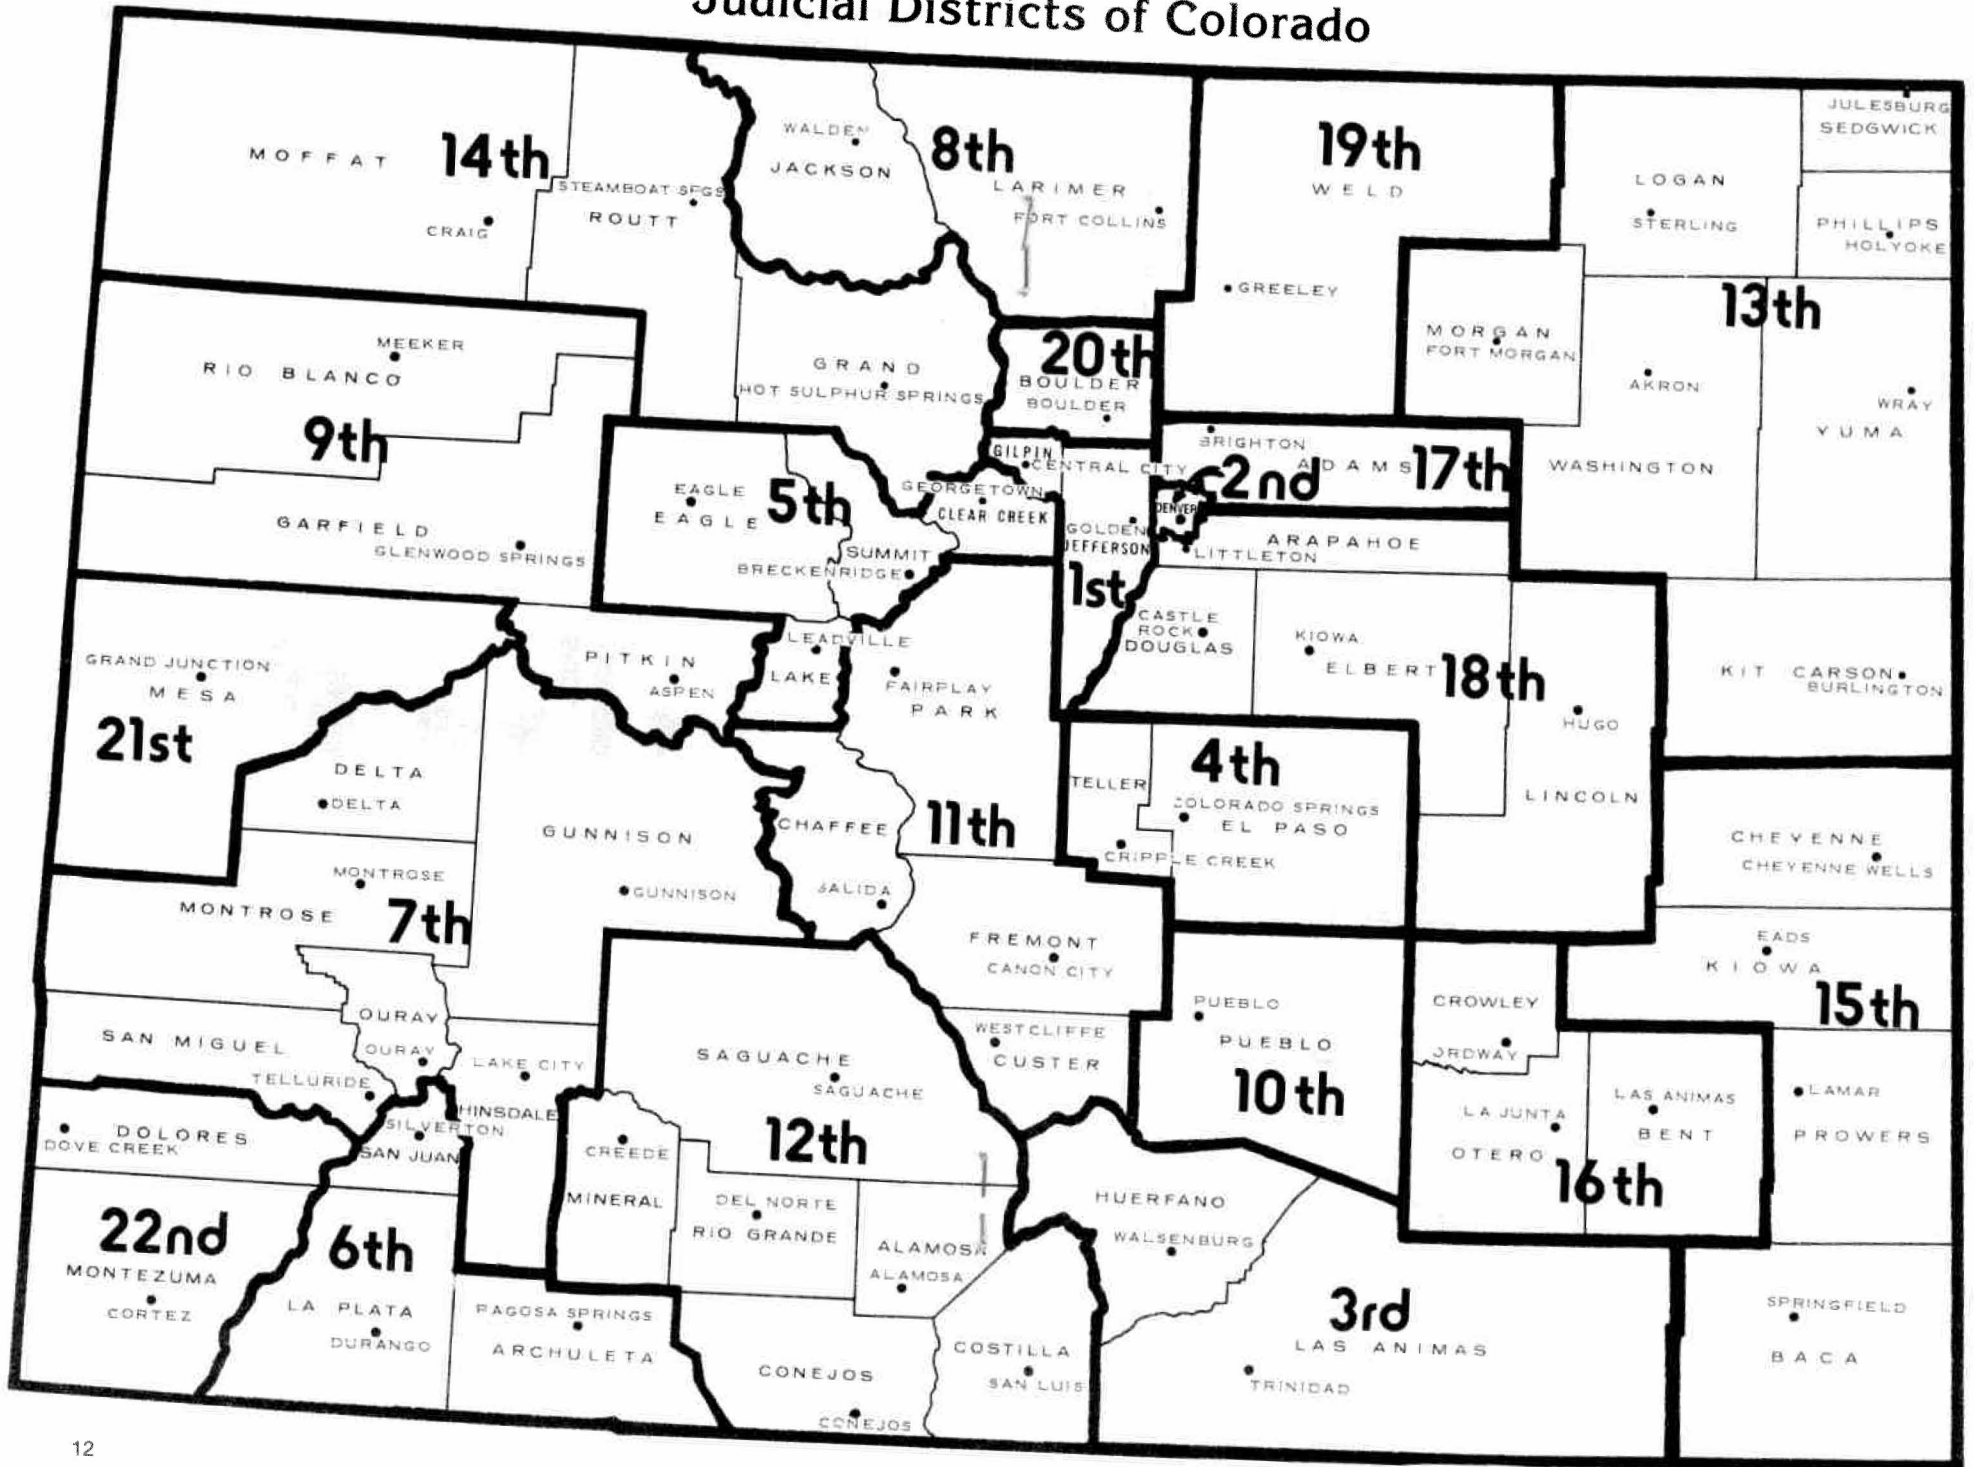 Judicial Districts of Colorado
MOFFAT
14th
CRAIG
STEAMBOAT SPGS
ROUTT
WALDEN
JACKSON
8th
LARIMER
FORT COLLINS
19th
WELD
GREELEY
JULESBURG
SEDGWICK
LOGAN
STERLING
PHILLIPS
HOLYOKE
13th
MORGAN
FORT MORGAN
AKRON
WASHINGTON
WRAY
YUMA
MEEKER
RIO BLANCO
9th
GARFIELD
GLENWOOD SPRINGS
GRAND
HOT SULPHUR SPRINGS
20th
BOULDER
BOULDER
GILPIN
CENTRAL CITY
BRIGHTON
ADAMS
17th
2nd
DENVER
EAGLE
EAGLE
5th
GEORGETOWN
CLEAR CREEK
SUMMIT
BRECKENRIDGE
GOLDEN
JEFFERSON
1st
ARAPAHOE
LITTLETON
CASTLE
ROCK
DOUGLAS
KIOWA
ELBERT
18th
HUGO
LINCOLN
KIT CARSON
BURLINGTON
GRAND JUNCTION
MESA
21st
PITKIN
ASPEN
LEADVILLE
LAKE
FAIRPLAY
PARK
DELTA
DELTA
GUNNISON
GUNNISON
CHAFFEE
SALIDA
11th
TELLER
4th
COLORADO SPRINGS
EL PASO
CRIPPLE CREEK
CHEYENNE
CHEYENNE WELLS
MONTROSE
MONTROSE
7th
FREMONT
CANON CITY
EADS
KIOWA
15th
OURAY
OURAY
SAN MIGUEL
TELLURIDE
LAKE CITY
HINSDALE
SAGUACHE
SAGUACHE
WESTCLIFFE
CUSTER
PUEBLO
PUEBLO
10th
CROWLEY
ORDWAY
LA JUNTA
OTERO
LAS ANIMAS
BENT
16th
LAMAR
PROWERS
DOLORES
DOVE CREEK
SILVERTON
SAN JUAN
CREEDE
MINERAL
12th
DEL NORTE
RIO GRANDE
ALAMOSA
ALAMOSA
HUERFANO
WALSENBURG
22nd
MONTEZUMA
CORTEZ
6th
LA PLATA
DURANGO
PAGOSA SPRINGS
ARCHULETA
CONEJOS
CONEJOS
COSTILLA
SAN LUIS
3rd
LAS ANIMAS
TRINIDAD
SPRINGFIELD
BACA
12